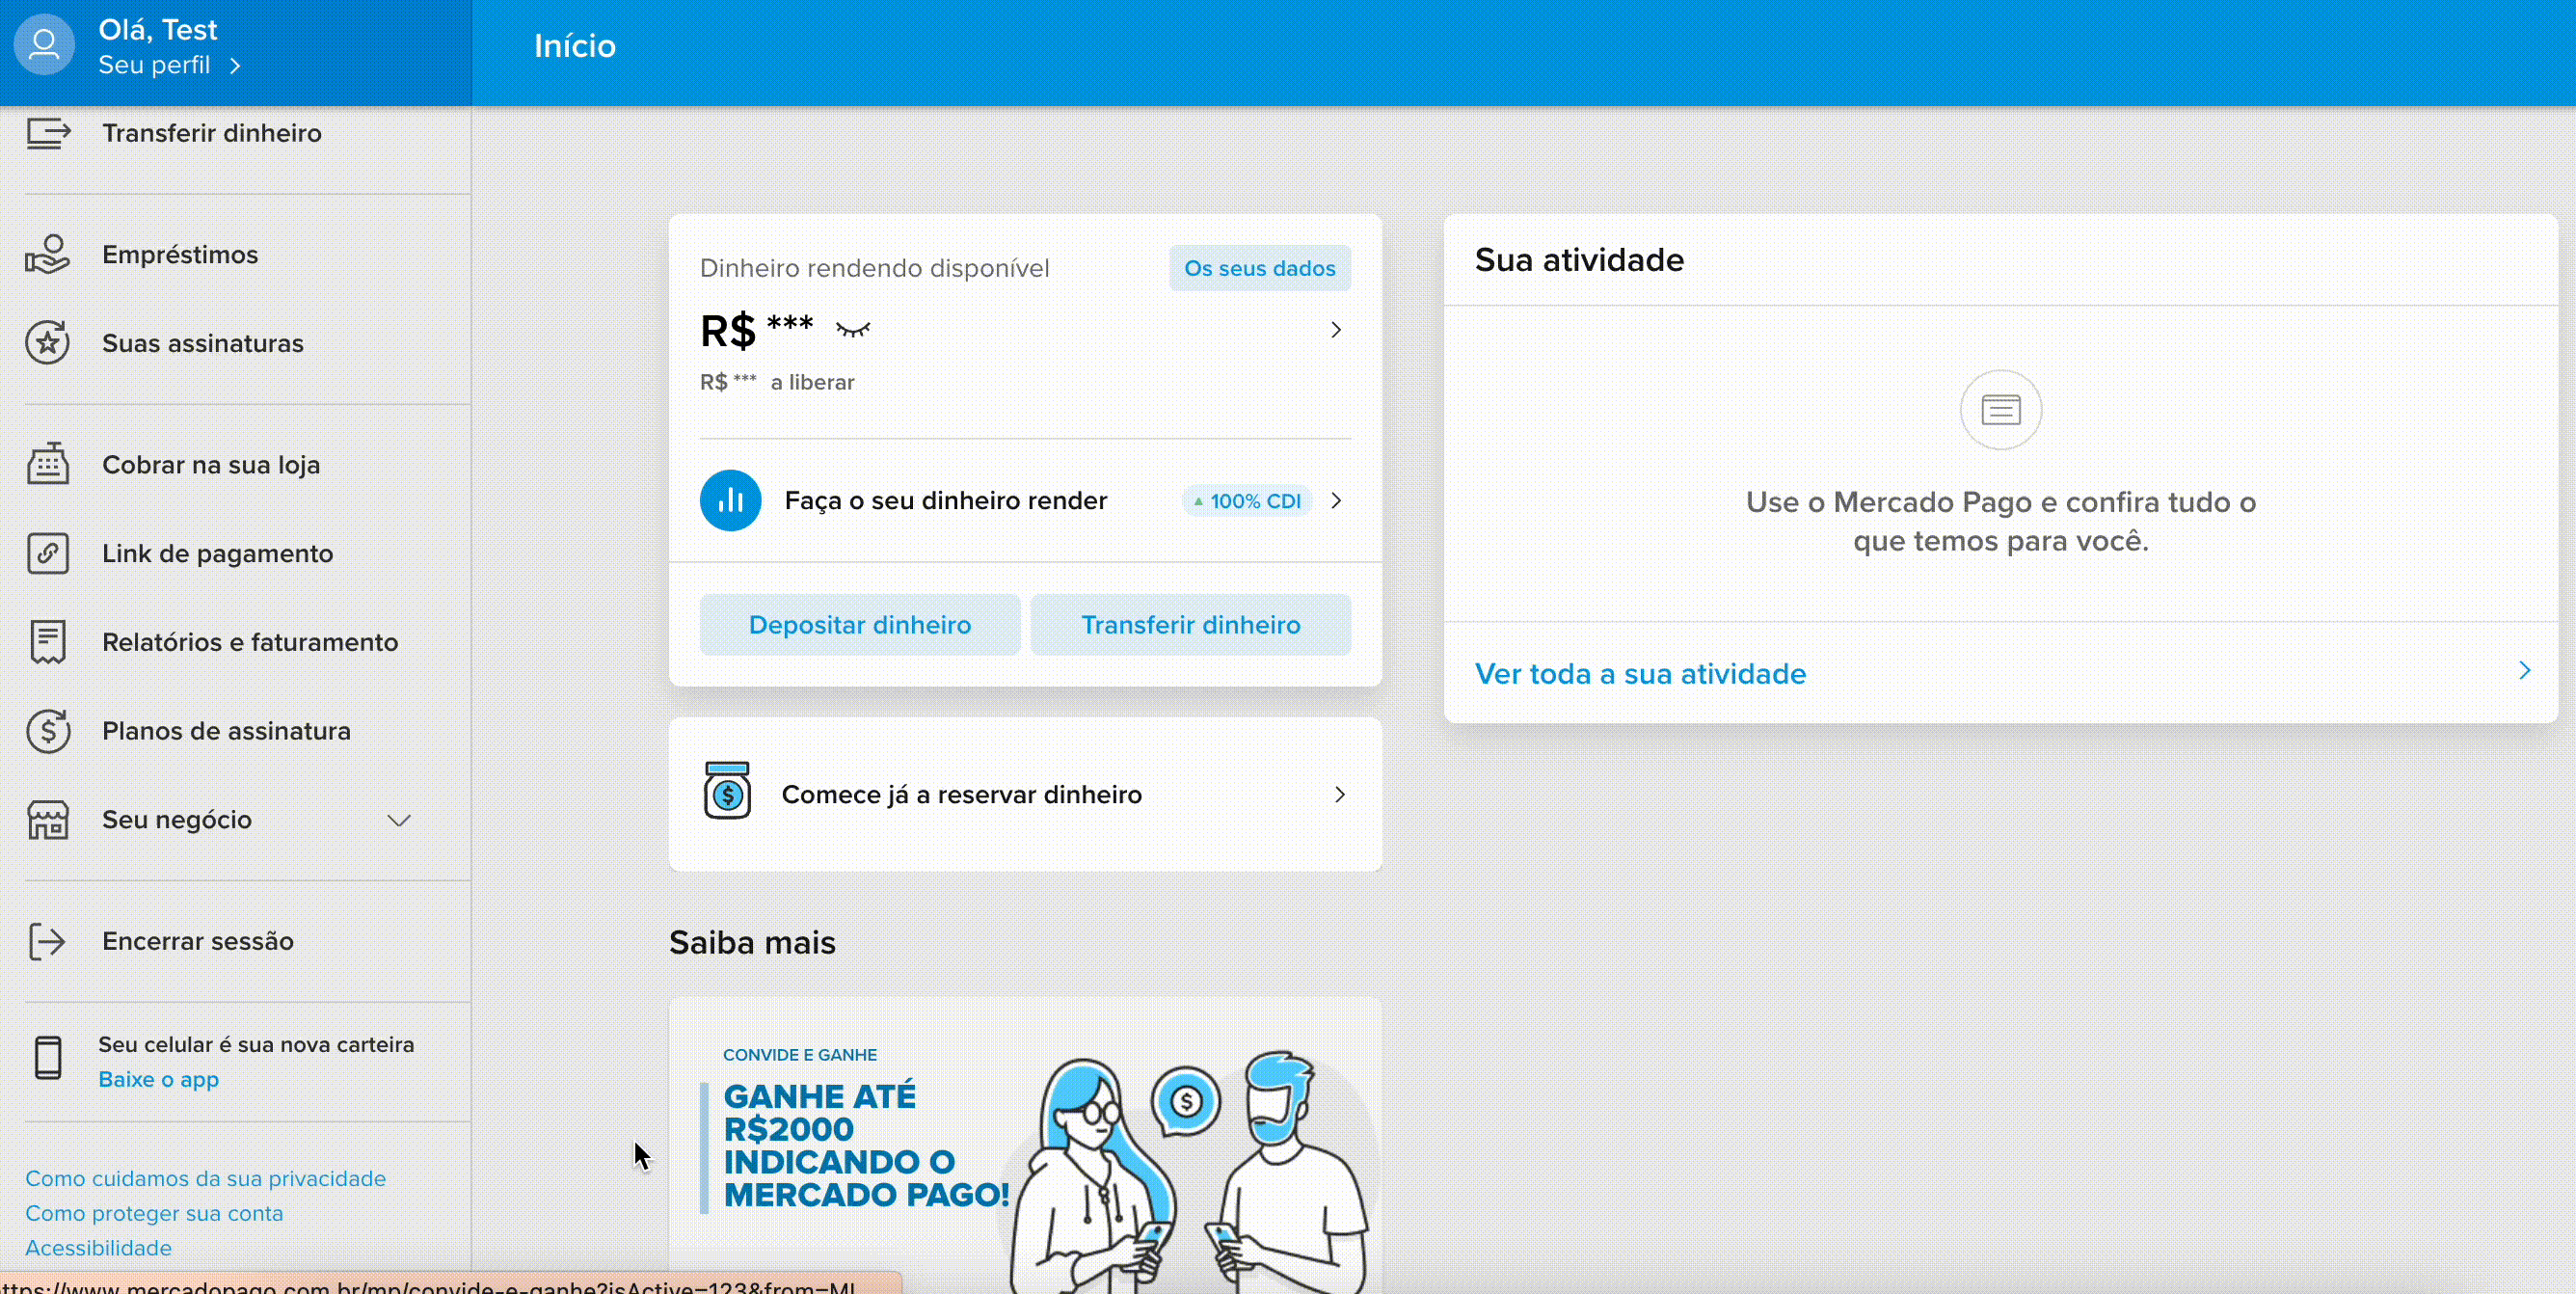 Olá, Test
Seu perfil
Início
Transferir dinheiro
Empréstimos
Suas assinaturas
Cobrar na sua loja
Link de pagamento
Relatórios e faturamento
Planos de assinatura
Seu negócio
Encerrar sessão
Seu celular é sua nova carteira
Baixe o app
Como cuidamos da sua privacidade
Como proteger sua conta
Acessibilidade
Dinheiro rendendo disponível
Os seus dados
R$ ***
R$ *** a liberar
Faça o seu dinheiro render
▲ 100% CDI
Depositar dinheiro
Transferir dinheiro
Comece já a reservar dinheiro
Saiba mais
CONVIDE E GANHE
GANHE ATÉ
R$2000
INDICANDO O
MERCADO PAGO!
Sua atividade
Use o Mercado Pago e confira tudo o
que temos para você.
Ver toda a sua atividade
ttps://www.mercadopago.com.br/mp/convide-e-ganhe?isActive=123&from=ML